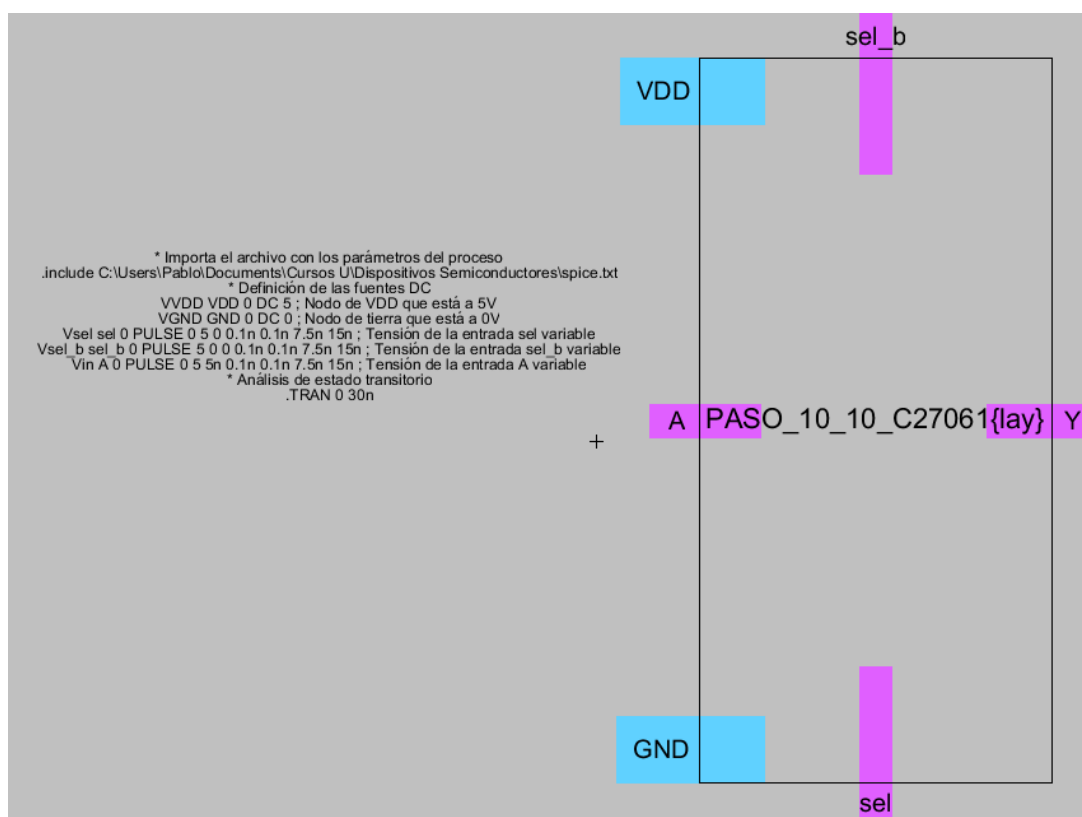 sel_b
VDD
* Importa el archivo con los parámetros del proceso
.include C:\Users\Pablo\Documents\Cursos U\Dispositivos Semiconductores\spice.txt
* Definición de las fuentes DC
VVDD VDD 0 DC 5 ; Nodo de VDD que está a 5V
VGND GND 0 DC 0 ; Nodo de tierra que está a 0V
Vsel sel 0 PULSE 0 5 0 0.1n 0.1n 7.5n 15n ; Tensión de la entrada sel variable
Vsel_b sel_b 0 PULSE 5 0 0 0.1n 0.1n 7.5n 15n ; Tensión de la entrada sel_b variable
Vin A 0 PULSE 0 5 5n 0.1n 0.1n 7.5n 15n ; Tensión de la entrada A variable
* Análisis de estado transitorio
.TRAN 0 30n
A PASO_10_10_C27061{lay} Y
GND
sel